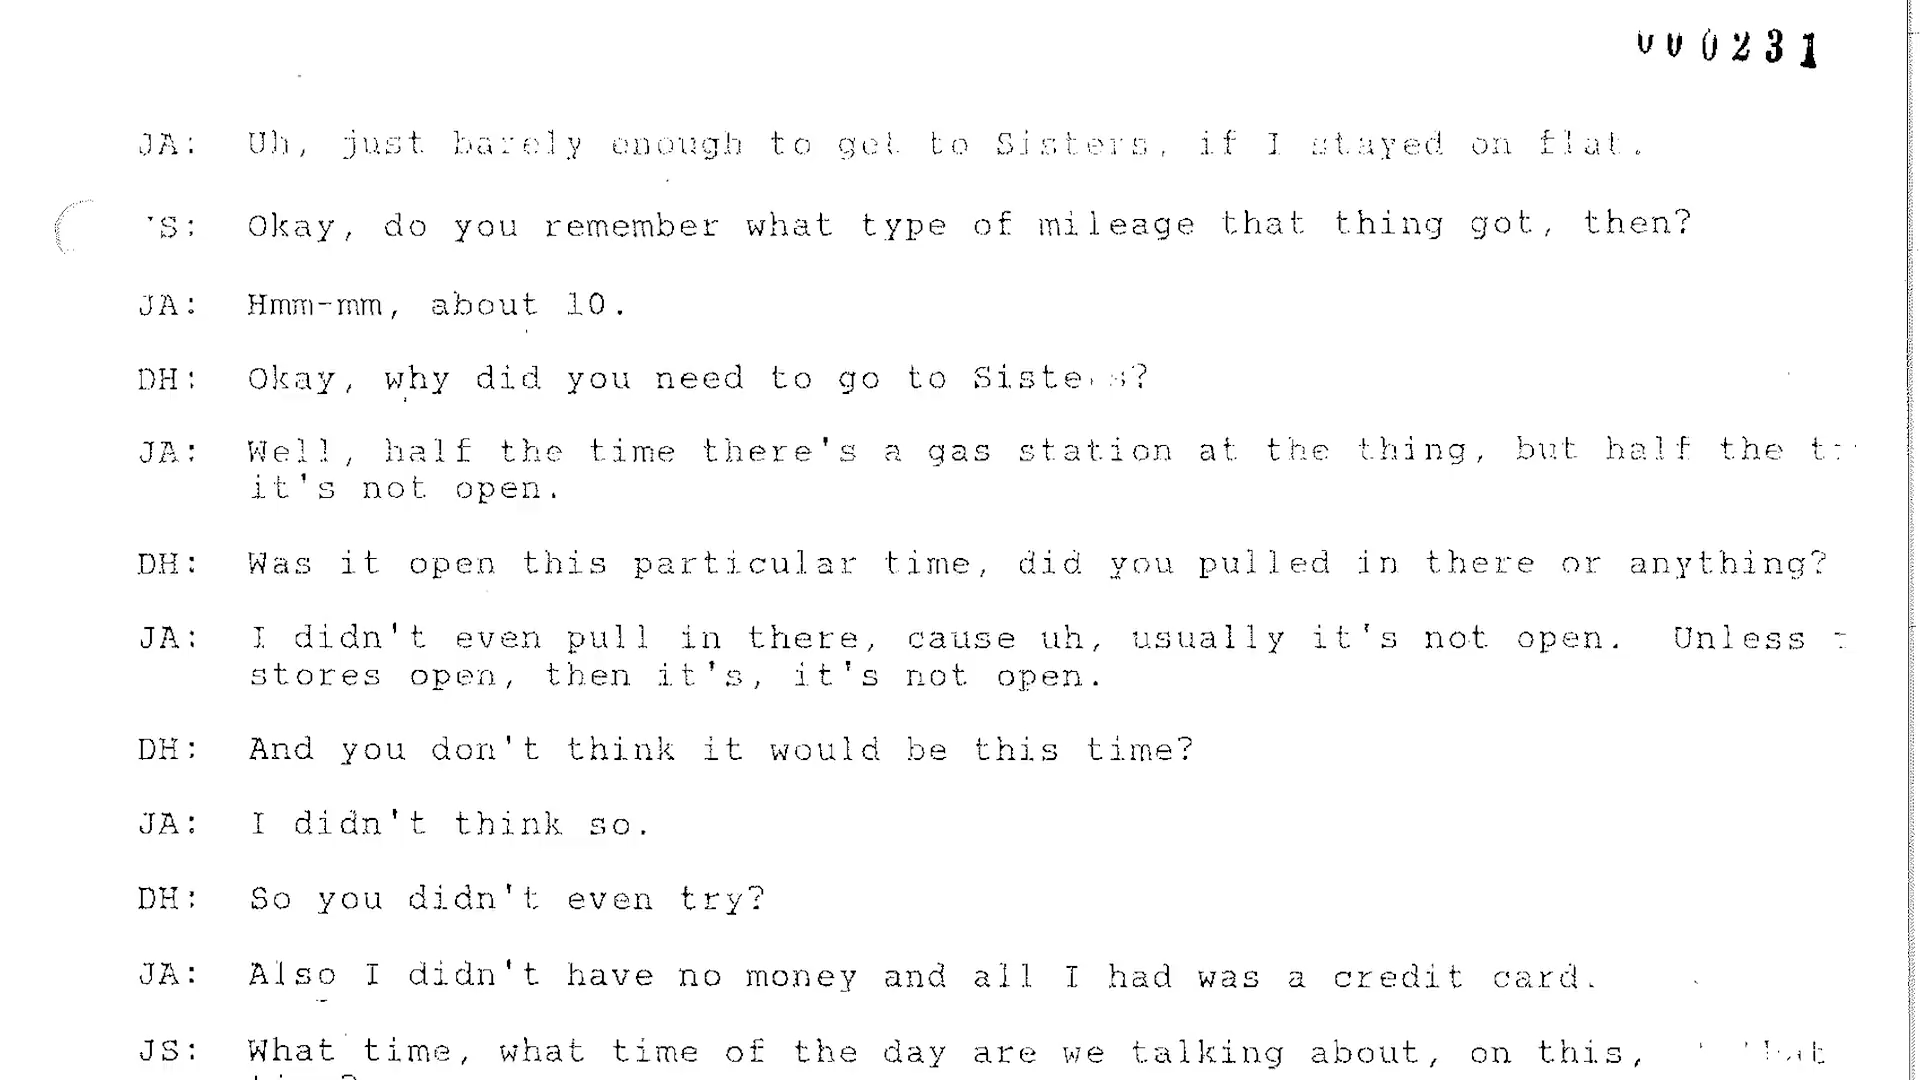 000231
JA: Uh, just barely enough to get to Sisters, if I stayed on flat.
'S: Okay, do you remember what type of mileage that thing got, then?
JA: Hmm-mm, about 10.
DH: Okay, why did you need to go to Sisters?
JA: Well, half the time there's a gas station at the thing, but half the
it's not open.
DH: Was it open this particular time, did you pulled in there or anything?
JA: I didn't even pull in there, cause uh, usually it's not open. Unless
stores open, then it's, it's not open.
DH: And you don't think it would be this time?
JA: I didn't think so.
DH: So you didn't even try?
JA: Also I didn't have no money and all I had was a credit card.
JS: What time, what time of the day are we talking about, on this,